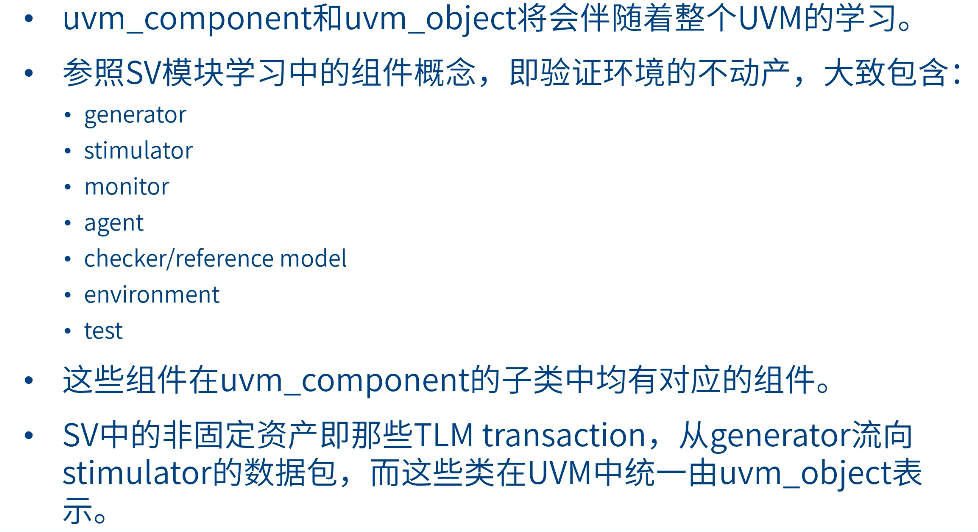 • uvm_component和uvm_object将会伴随着整个UVM的学习。
• 参照SV模块学习中的组件概念，即验证环境的不动产，大致包含：
• generator
• stimulator
• monitor
• agent
• checker/reference model
• environment
• test
• 这些组件在uvm_component的子类中均有对应的组件。
• SV中的非固定资产即那些TLM transaction，从generator流向
stimulator的数据包，而这些类在UVM中统一由uvm_object表
示。